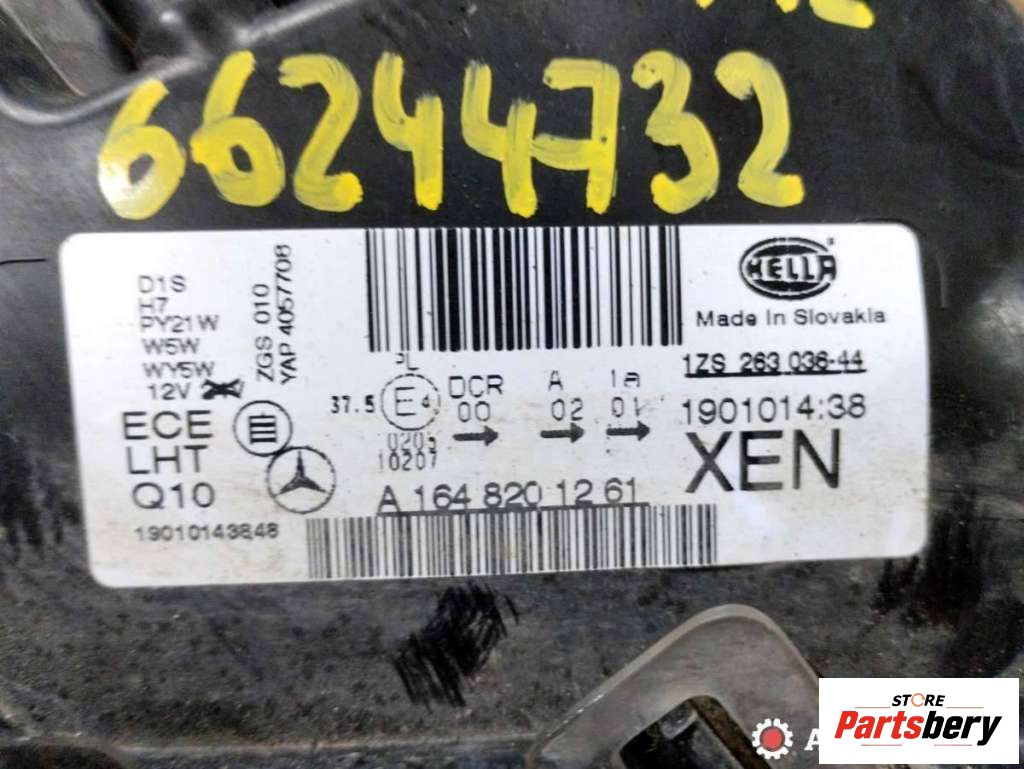 66244732
D1S
H7
PY21W
W5W
WY5W
12V
ZGS 010
YAP 4057708
HELLA
Made In Slovakia
1ZS 263 036-44
1901014:38
XEN
PL
37.5 E4 DCR A 1a
00 02 01
10207
ECE
LHT
Q10
A 164 820 12 61
19010143848
STORE
Partsbery